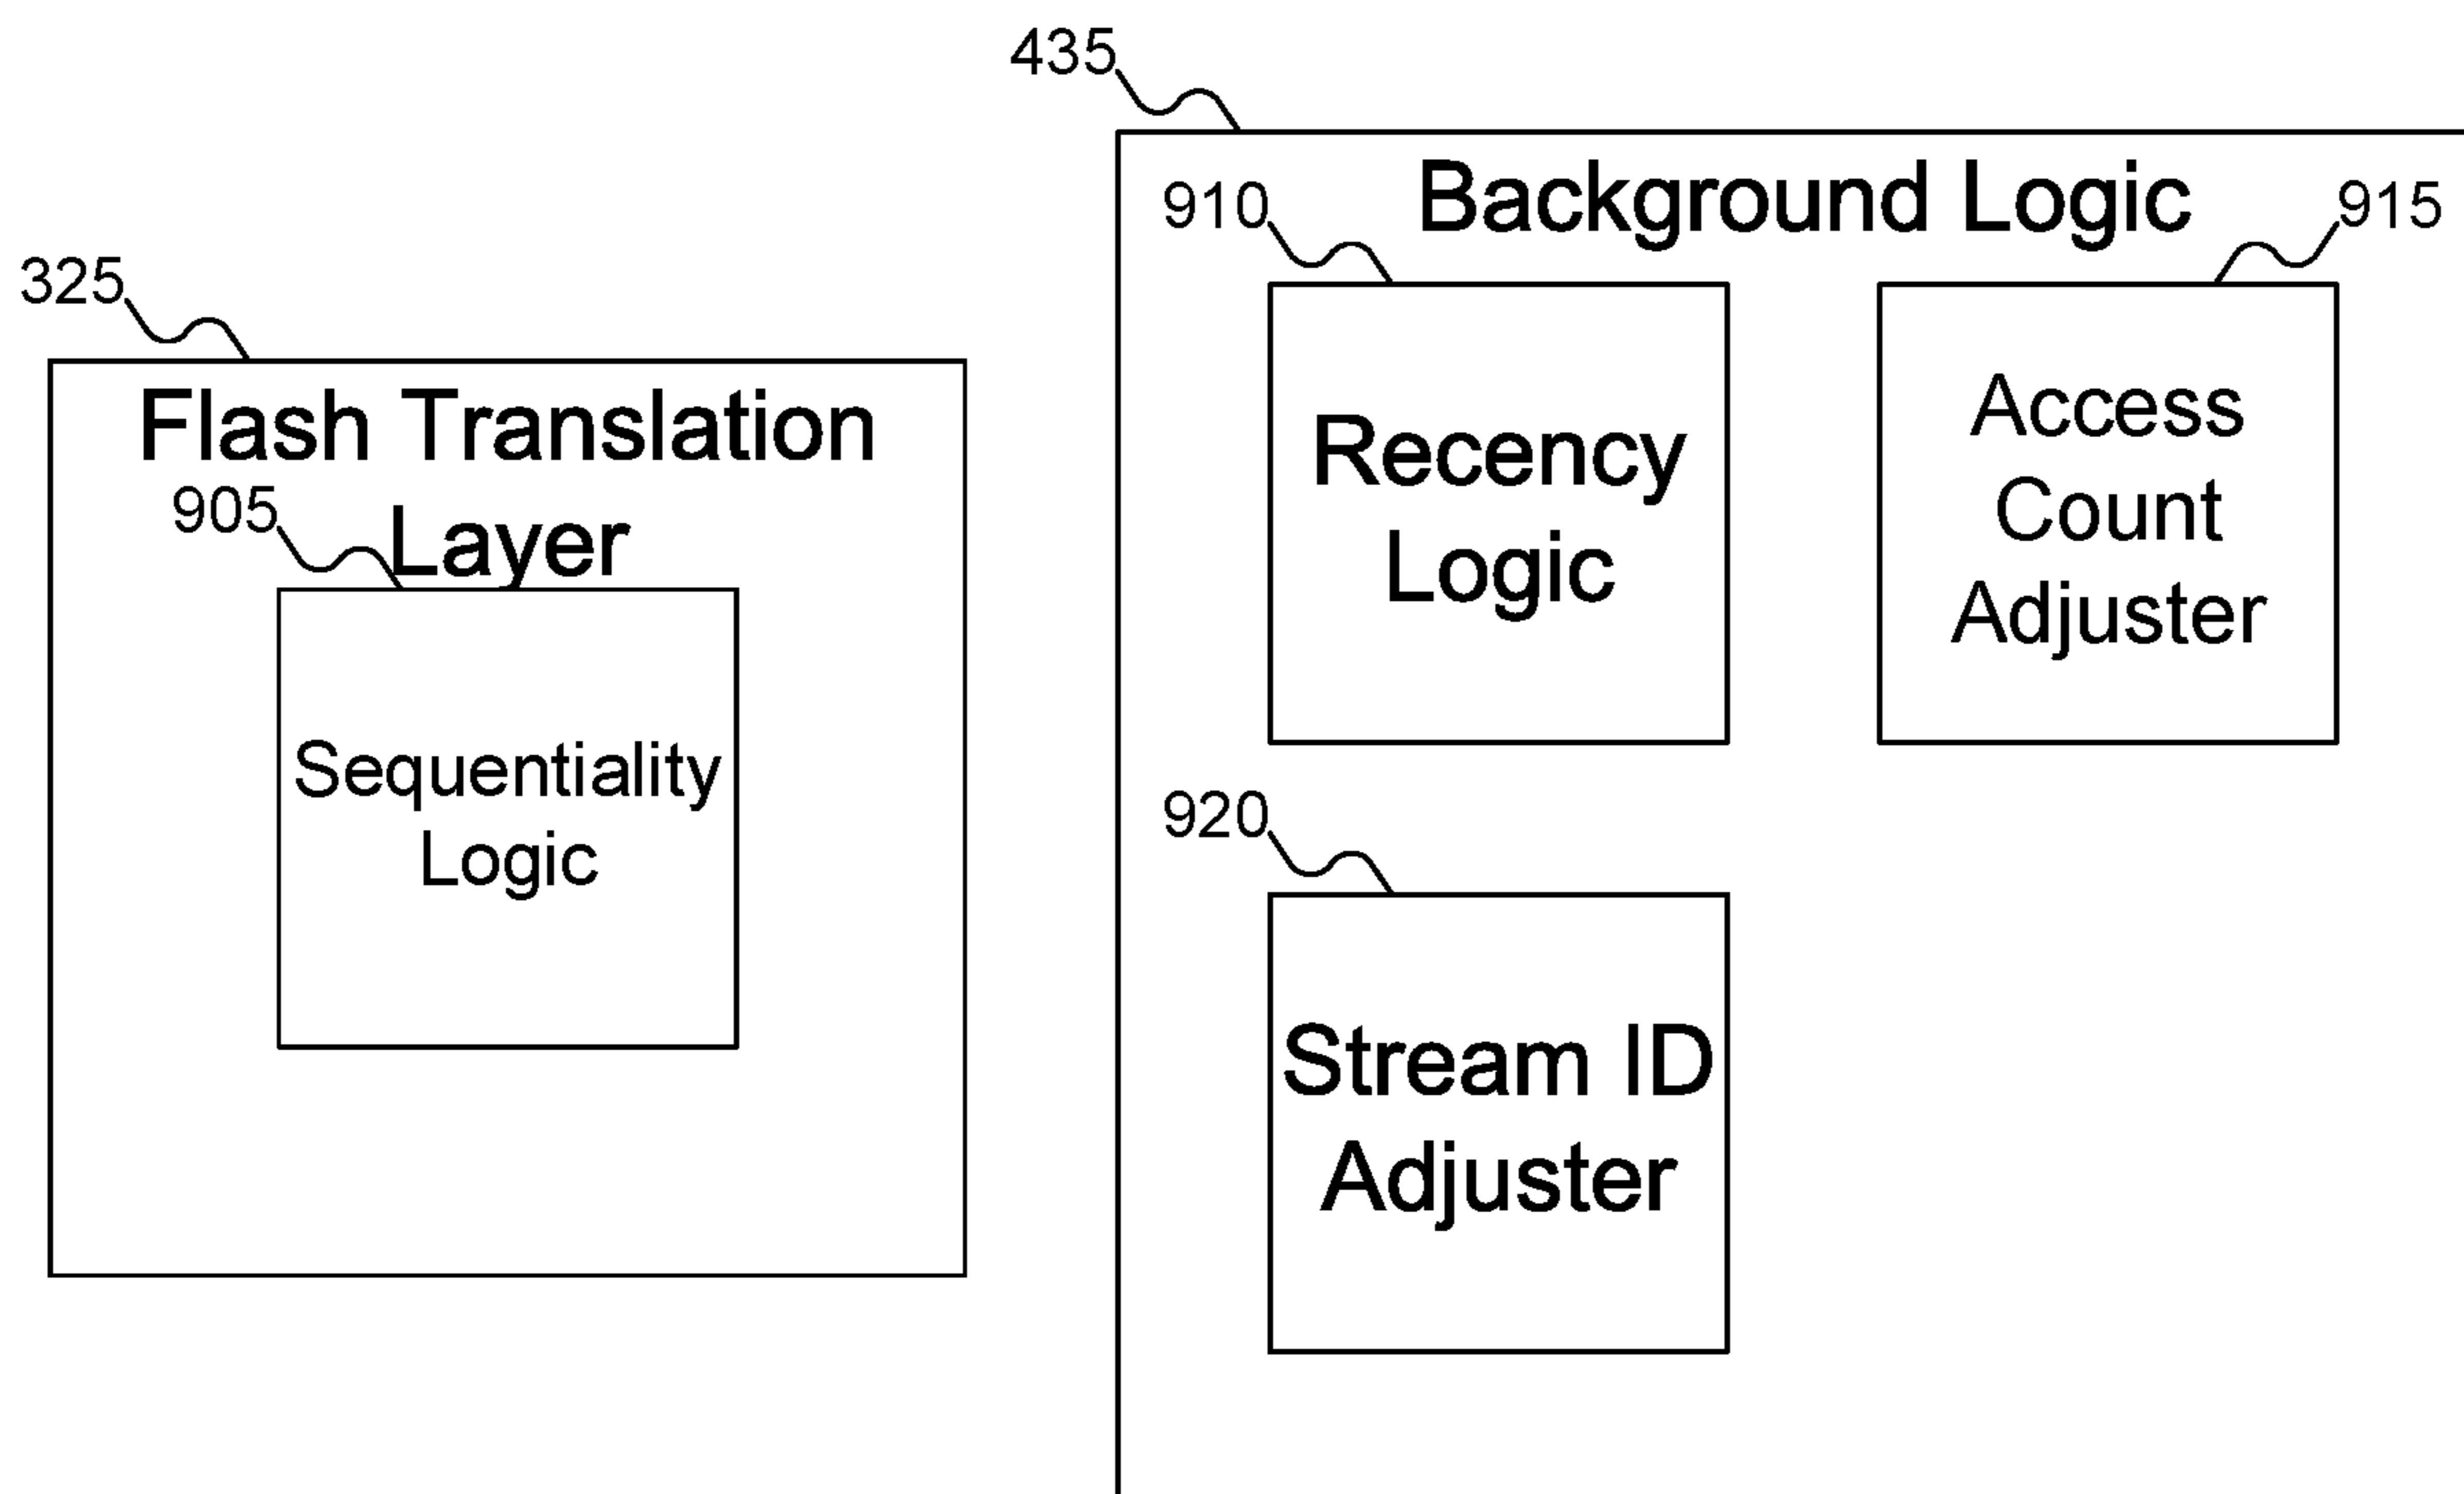 325
Flash Translation
Layer
905
Sequentiality
Logic
435
Background Logic
910
Recency
Logic
915
Access
Count
Adjuster
920
Stream ID
Adjuster